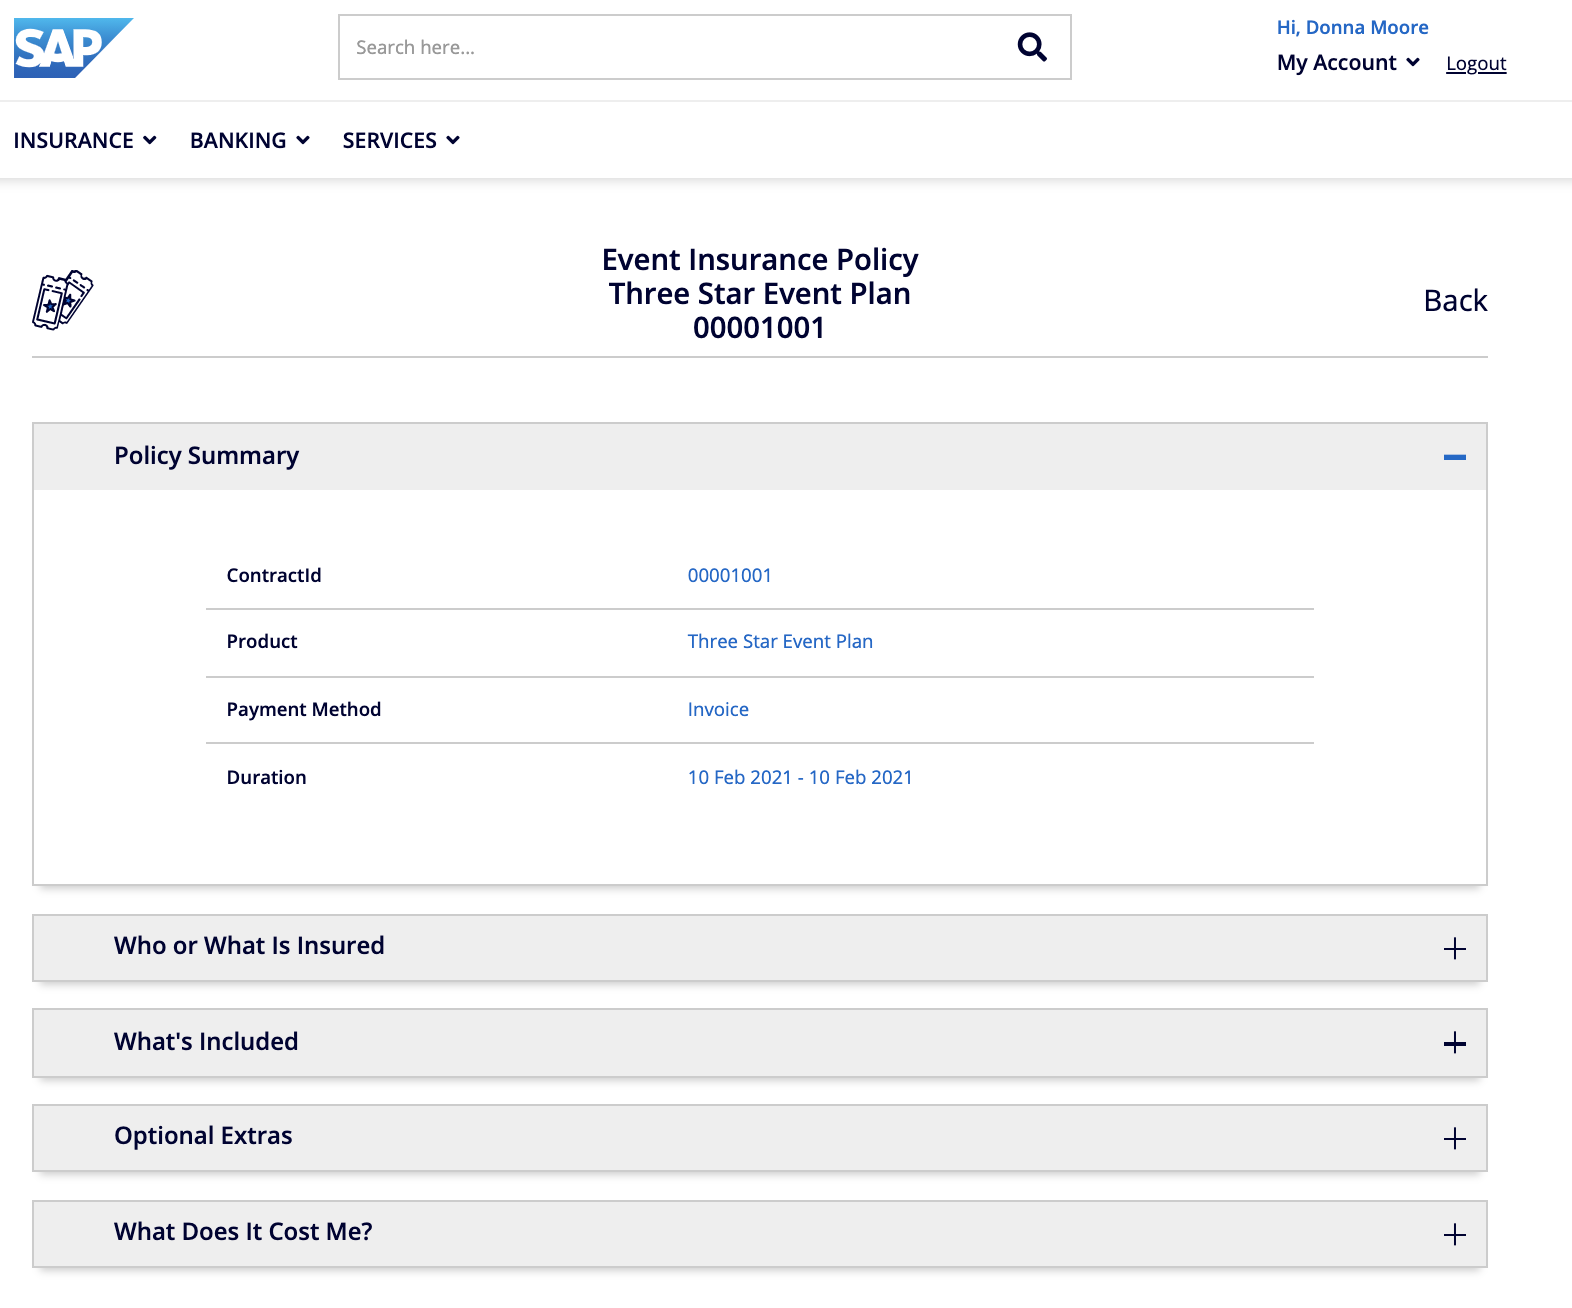 SAP
Search here...
Hi, Donna Moore
My Account
Logout
INSURANCE
BANKING
SERVICES
Event Insurance Policy
Three Star Event Plan
00001001
Back
Policy Summary
ContractId 00001001
Product Three Star Event Plan
Payment Method Invoice
Duration 10 Feb 2021 - 10 Feb 2021
Who or What Is Insured
What's Included
Optional Extras
What Does It Cost Me?